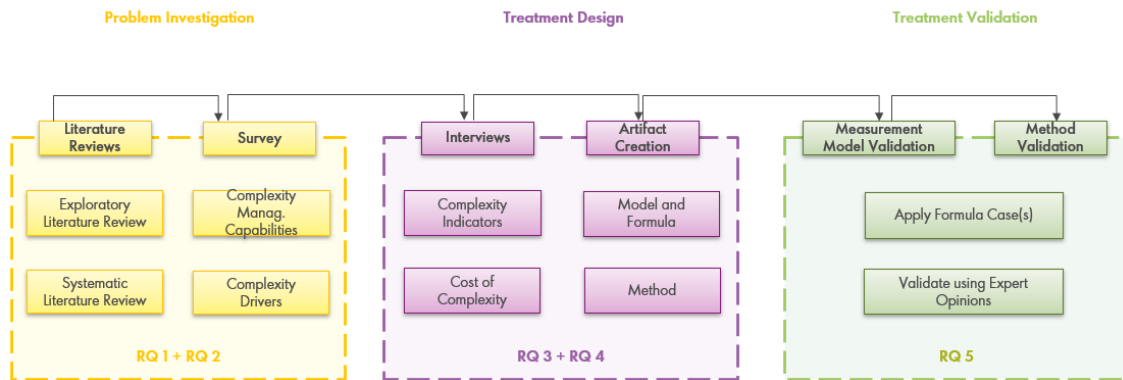 Problem Investigation
Treatment Design
Treatment Validation
Literature
Reviews
Survey
Interviews
Artifact
Creation
Measurement
Model Validation
Method
Validation
Exploratory
Literature Review
Complexity
Manag.
Capabilities
Complexity
Indicators
Model and
Formula
Apply Formula Case(s)
Systematic
Literature Review
Complexity
Drivers
Cost of
Complexity
Method
Validate using Expert
Opinions
RQ 1 + RQ 2
RQ 3 + RQ 4
RQ 5